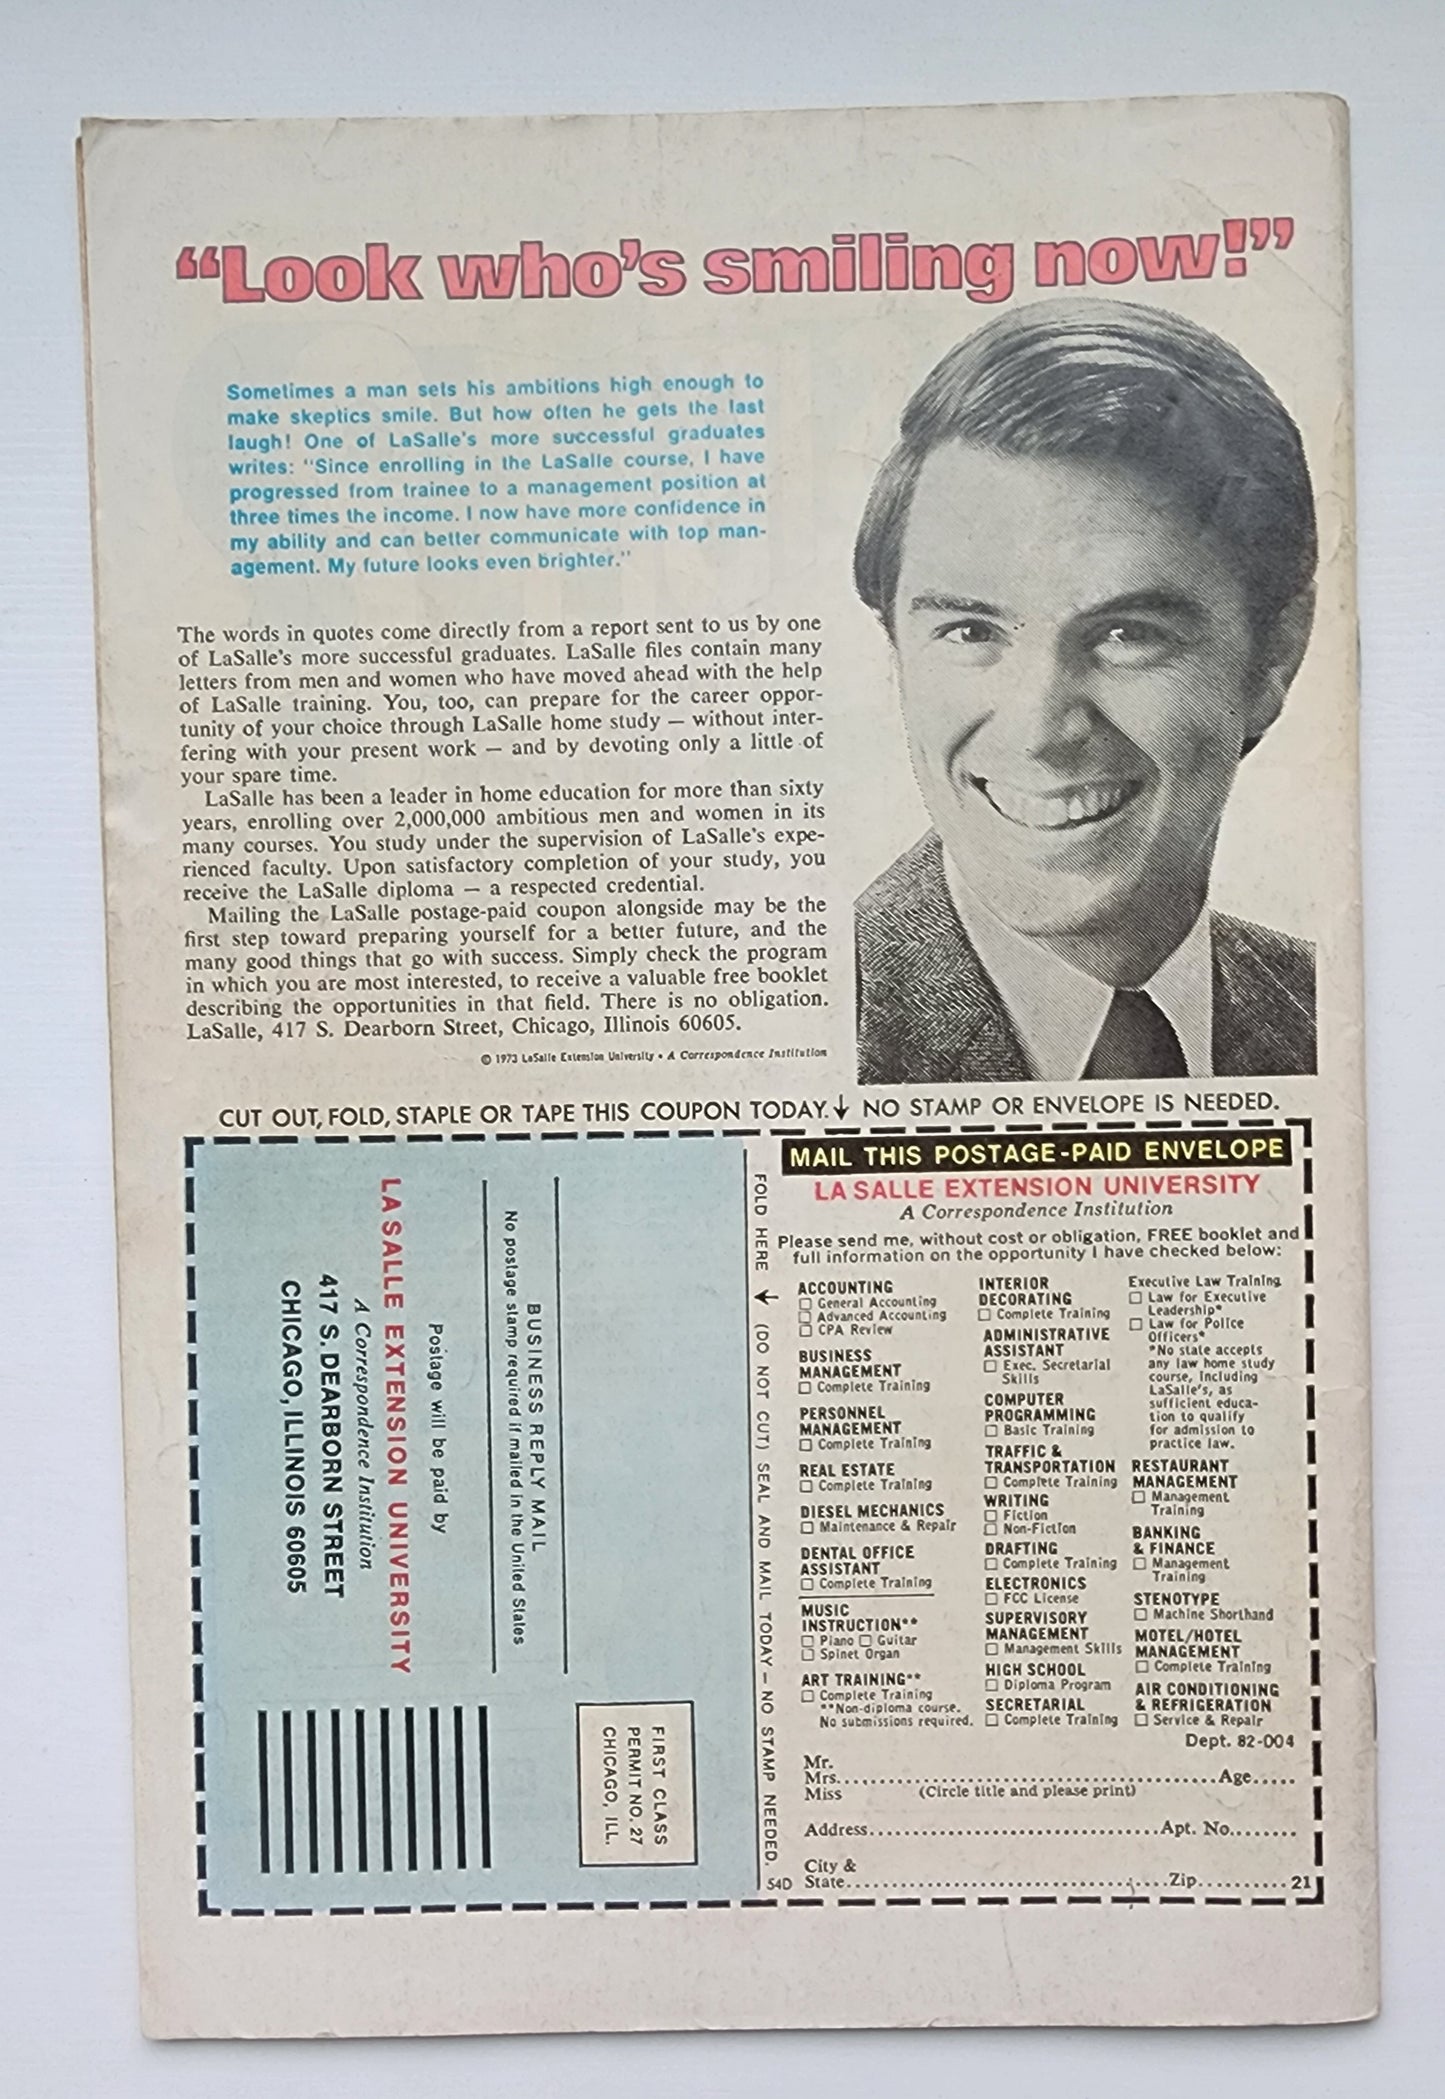 “Look who’s smiling now!”
Sometimes a man sets his ambitions high enough to
make skeptics smile. But how often he gets the last
laugh! One of LaSalle's more successful graduates
writes: "Since enrolling in the LaSalle course, I have
progressed from trainee to a management position at
three times the income. I now have more confidence in
my ability and can better communicate with top man-
agement. My future looks even brighter."
The words in quotes come directly from a report sent to us by one
of LaSalle's more successful graduates. LaSalle files contain many
letters from men and women who have moved ahead with the help
of LaSalle training. You, too, can prepare for the career oppor-
tunity of your choice through LaSalle home study — without inter-
fering with your present work — and by devoting only a little of
your spare time.
LaSalle has been a leader in home education for more than sixty
years, enrolling over 2,000,000 ambitious men and women in its
many courses. You study under the supervision of LaSalle's expe-
rienced faculty. Upon satisfactory completion of your study, you
receive the LaSalle diploma — a respected credential.
Mailing the LaSalle postage-paid coupon alongside may be the
first step toward preparing yourself for a better future, and the
many good things that go with success. Simply check the program
in which you are most interested, to receive a valuable free booklet
describing the opportunities in that field. There is no obligation.
LaSalle, 417 S. Dearborn Street, Chicago, Illinois 60605.
© 1973 LaSalle Extension University • A Correspondence Institution
CUT OUT, FOLD, STAPLE OR TAPE THIS COUPON TODAY.↓ NO STAMP OR ENVELOPE IS NEEDED.
FIRST CLASS
PERMIT NO. 27
CHICAGO, ILL.
BUSINESS REPLY MAIL
No postage stamp required if mailed in the United States
Postage will be paid by
LA SALLE EXTENSION UNIVERSITY
A Correspondence Institution
417 S. DEARBORN STREET
CHICAGO, ILLINOIS 60605
FOLD HERE ↓ (DO NOT CUT) SEAL AND MAIL TODAY — NO STAMP NEEDED.
MAIL THIS POSTAGE-PAID ENVELOPE
LA SALLE EXTENSION UNIVERSITY
A Correspondence Institution
Please send me, without cost or obligation, FREE booklet and
full information on the opportunity I have checked below:
ACCOUNTING
☐ General Accounting
☐ Advanced Accounting
☐ CPA Review
BUSINESS
MANAGEMENT
☐ Complete Training
PERSONNEL
MANAGEMENT
☐ Complete Training
REAL ESTATE
☐ Complete Training
DIESEL MECHANICS
☐ Maintenance & Repair
DENTAL OFFICE
ASSISTANT
☐ Complete Training
MUSIC
INSTRUCTION**
☐ Piano ☐ Guitar
☐ Spinet Organ
ART TRAINING**
☐ Complete Training
**Non-diploma course.
No submissions required.
INTERIOR
DECORATING
☐ Complete Training
ADMINISTRATIVE
ASSISTANT
☐ Exec. Secretarial
Skills
COMPUTER
PROGRAMMING
☐ Basic Training
TRAFFIC &
TRANSPORTATION
☐ Complete Training
WRITING
☐ Fiction
☐ Non-Fiction
DRAFTING
☐ Complete Training
ELECTRONICS
☐ FCC License
SUPERVISORY
MANAGEMENT
☐ Management Skills
HIGH SCHOOL
☐ Diploma Program
SECRETARIAL
☐ Complete Training
Executive Law Training
☐ Law for Executive
Leadership*
☐ Law for Police
Officers*
*No state accepts
any law home study
course, including
LaSalle's, as
sufficient educa-
tion to qualify
for admission to
practice law.
RESTAURANT
MANAGEMENT
☐ Management
Training
BANKING
& FINANCE
☐ Management
Training
STENOTYPE
☐ Machine Shorthand
MOTEL/HOTEL
MANAGEMENT
☐ Complete Training
AIR CONDITIONING
& REFRIGERATION
☐ Service & Repair
Dept. 82-004
Mr.
Mrs. Age
Miss (Circle title and please print)
Address Apt. No.
City &
54D State Zip 21